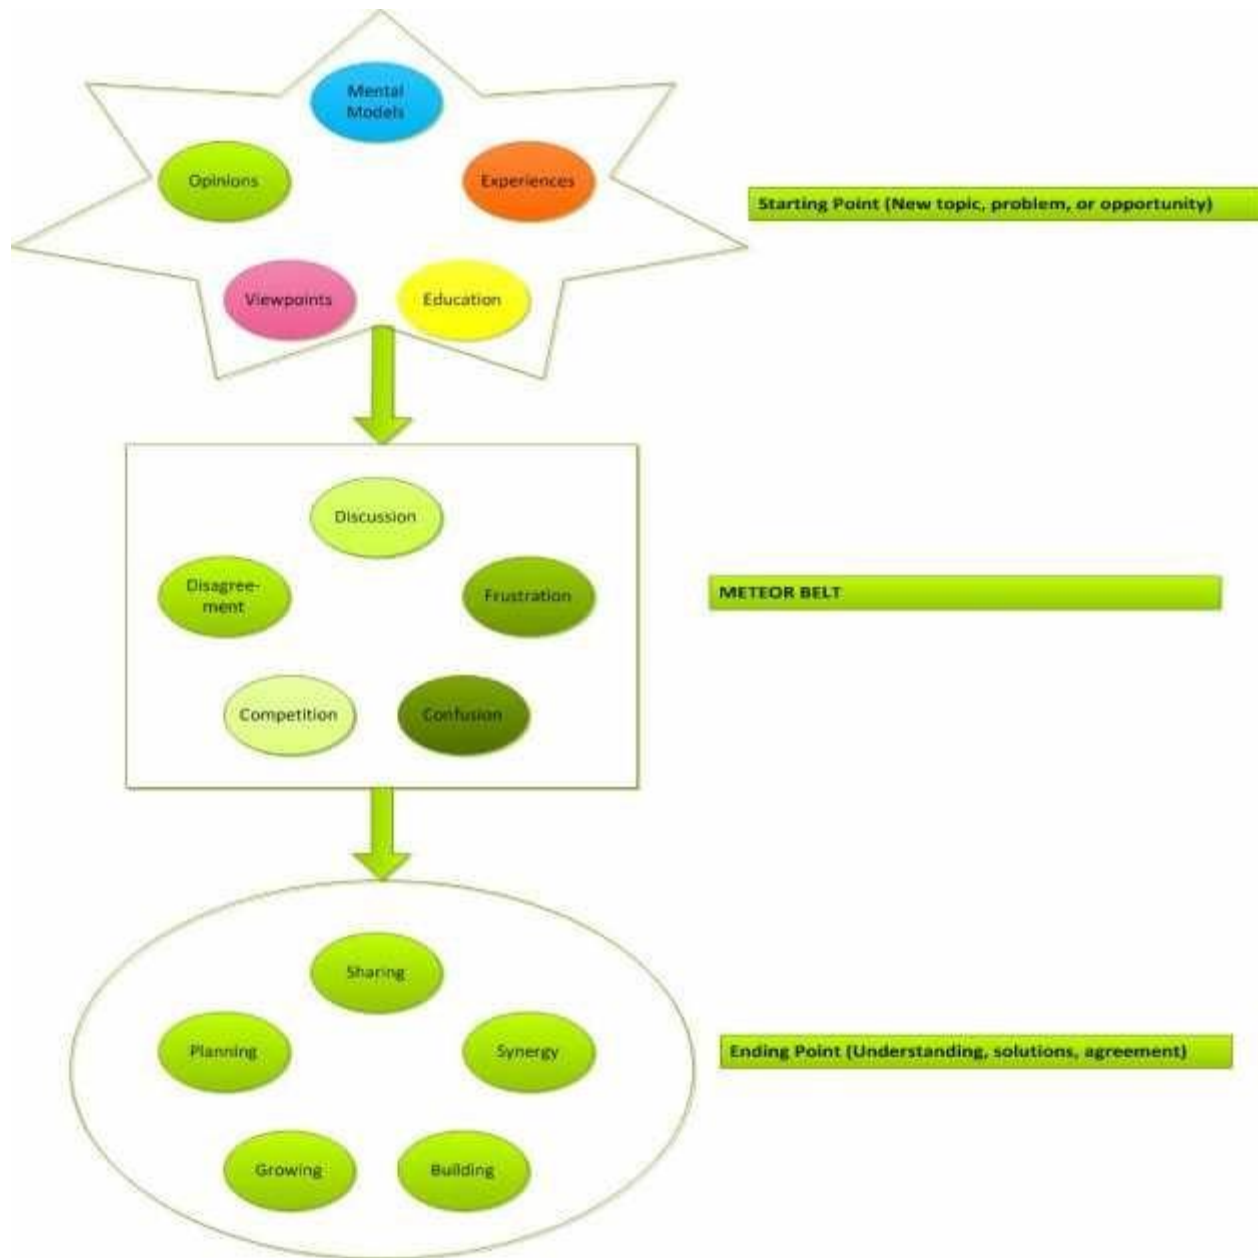 Mental
Models
Opinions
Experiences
Starting Point (New topic, problem, or opportunity)
Viewpoints
Education
Discussion
Disagree-
ment
Frustration
METEOR BELT
Competition
Confusion
Sharing
Planning
Synergy
Ending Point (Understanding, solutions, agreement)
Growing
Building